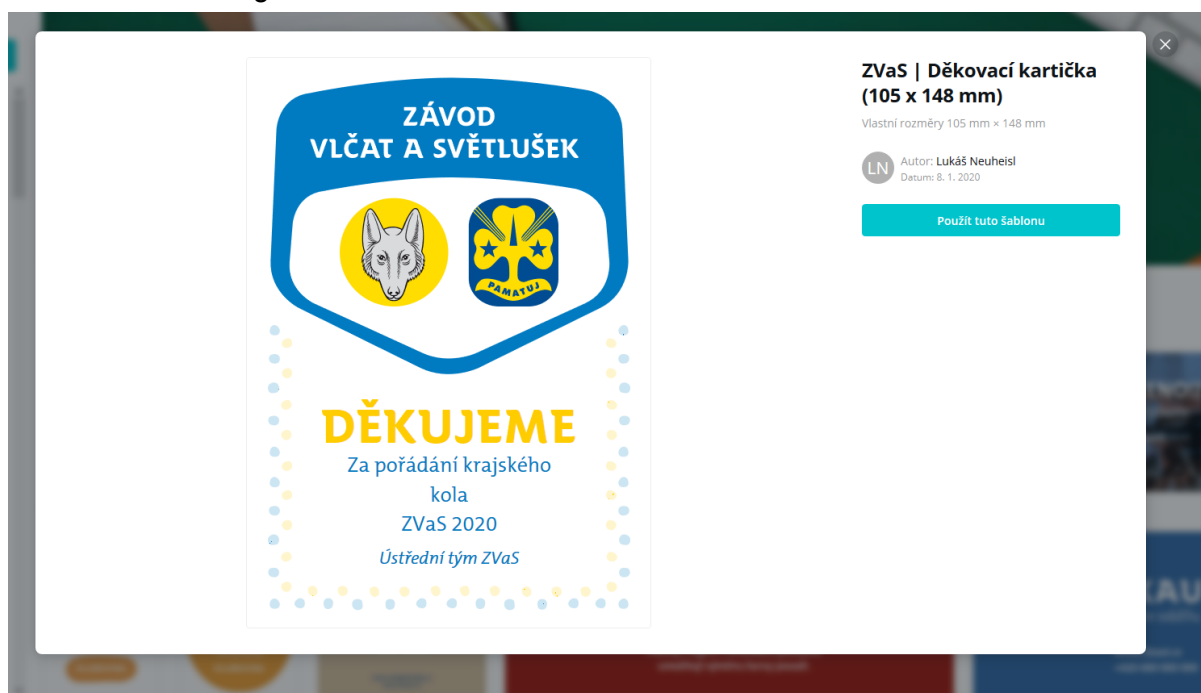 ZÁVOD
VLČAT A SVĚTLUŠEK
PAMATUJ
DĚKUJEME
Za pořádání krajského
kola
ZVaS 2020
Ústřední tým ZVaS
ZVaS | Děkovací kartička
(105 x 148 mm)
Vlastní rozměry 105 mm × 148 mm
LN
Autor: Lukáš Neuheisl
Datum: 8. 1. 2020
Použít tuto šablonu